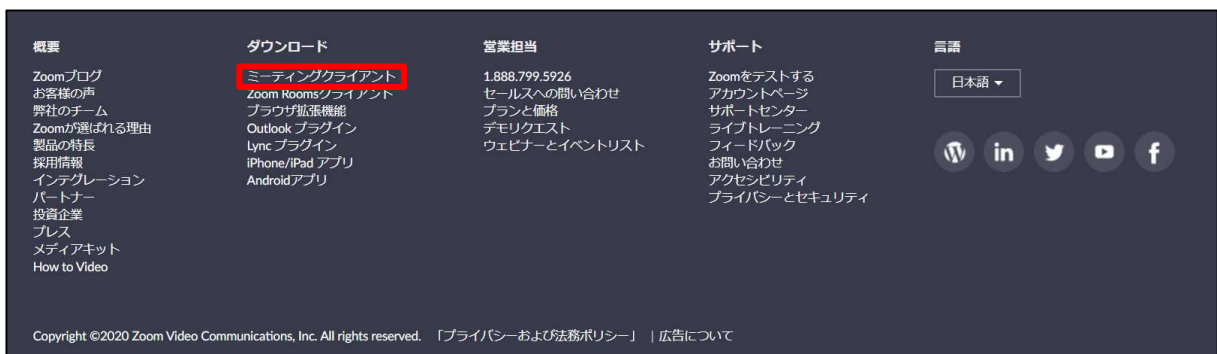 概要
Zoomブログ
お客様の声
弊社のチーム
Zoomが選ばれる理由
製品の特長
採用情報
インテグレーション
パートナー
投資企業
プレス
メディアキット
How to Video
ダウンロード
ミーティングクライアント
Zoom Roomsクライアント
ブラウザ拡張機能
Outlook プラグイン
Lync プラグイン
iPhone/iPad アプリ
Androidアプリ
営業担当
1.888.799.5926
セールスへの問い合わせ
プランと価格
デモリクエスト
ウェビナーとイベントリスト
サポート
Zoomをテストする
アカウントページ
サポートセンター
ライブトレーニング
フィードバック
お問い合わせ
アクセシビリティ
プライバシーとセキュリティ
言語
日本語
Copyright ©2020 Zoom Video Communications, Inc. All rights reserved. 「プライバシーおよび法務ポリシー」 | 広告について